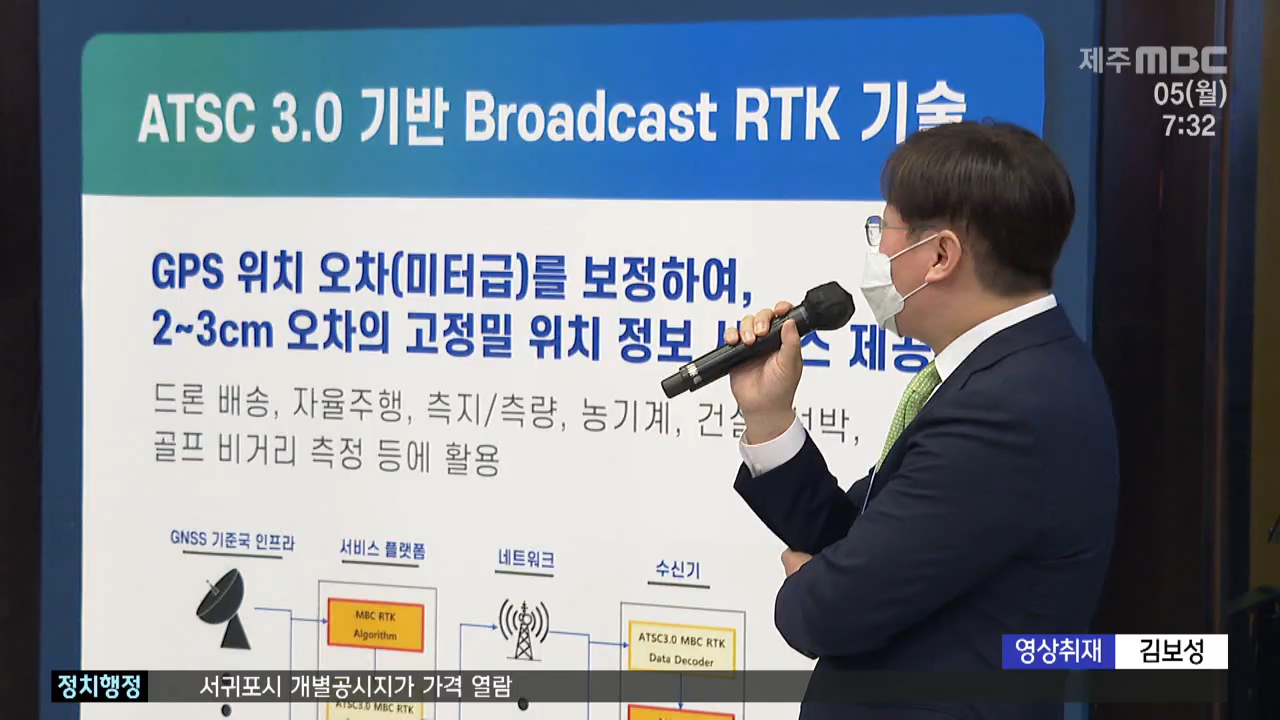 제주MBC
05(월)
7:32
ATSC 3.0 기반 Broadcast RTK 기술
GPS 위치 오차(미터급)를 보정하여,
2~3cm 오차의 고정밀 위치 정보 제공
드론 배송, 자율주행, 측지/측량, 농기계,
골프 비거리 측정 등에 활용
GNSS 기준국 인프라
서비스 플랫폼
네트워크
수신기
MBC RTK
Algorithm
ATSC3.0 MBC RTK
Data Decoder
ATSC3.0 MBC RTK
영상취재 김보성
정치행정 서귀포시 개별공시지가 가격 열람